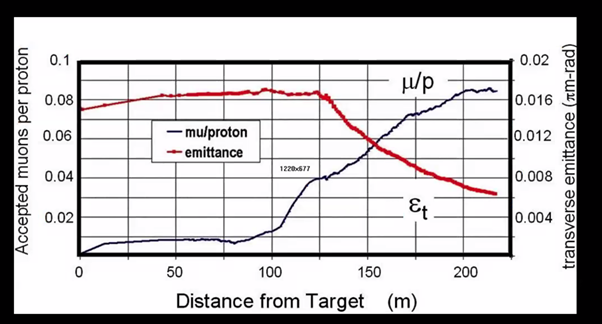 Accepted muons per proton
0.1
0.08
0.06
0.04
0.02
0.02
0.016
0.012
0.008
0.004
transverse emittance (πm-rad)
μ/p
mu/proton
emittance
1220x677
εt
0
50
100
150
200
Distance from Target (m)